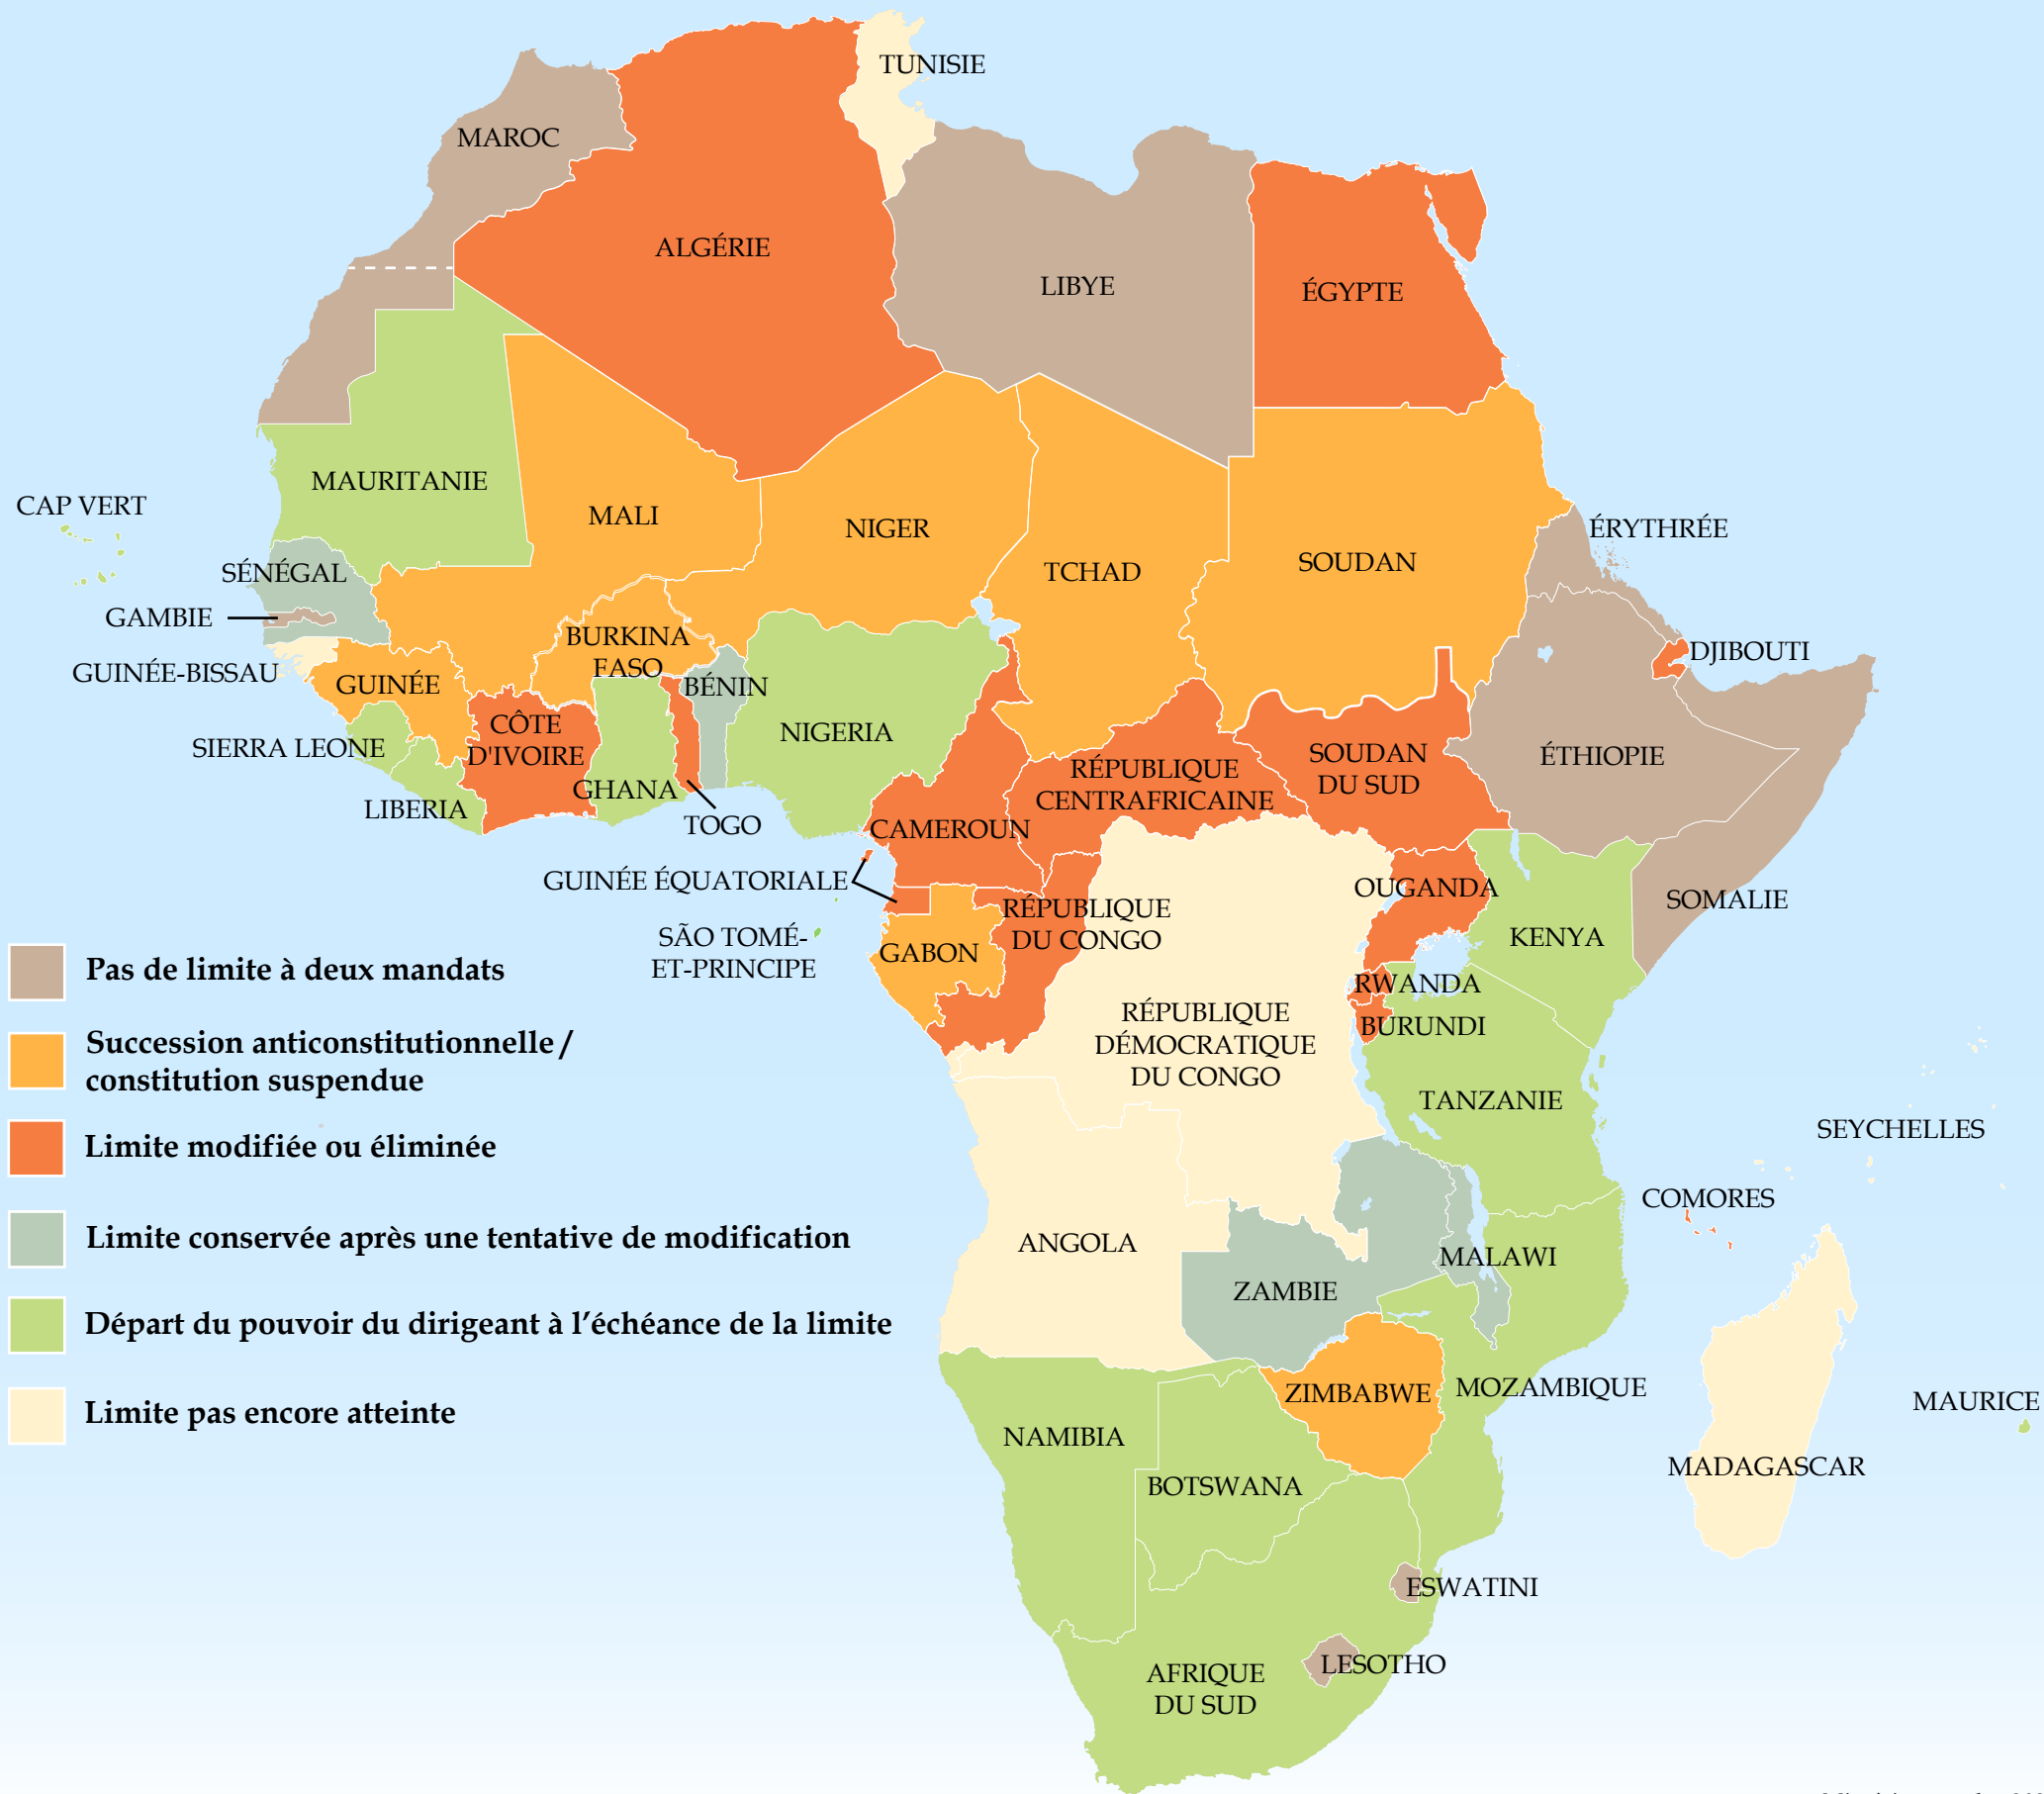 TUNISIE
MAROC
ALGÉRIE
LIBYE
ÉGYPTE
MAURITANIE
CAP VERT
MALI
NIGER
ÉRYTHRÉE
SOUDAN
TCHAD
SÉNÉGAL
GAMBIE
BURKINA
FASO
DJIBOUTI
GUINÉE-BISSAU
GUINÉE
BÉNIN
CÔTE
D'IVOIRE
NIGERIA
SIERRA LEONE
SOUDAN
DU SUD
ÉTHIOPIE
RÉPUBLIQUE
CENTRAFRICAINE
GHANA
LIBERIA
TOGO
CAMEROUN
GUINÉE ÉQUATORIALE
OUGANDA
SOMALIE
RÉPUBLIQUE
DU CONGO
SÃO TOMÉ-
ET-PRINCIPE
GABON
KENYA
Pas de limite à deux mandats
RWANDA
RÉPUBLIQUE
DÉMOCRATIQUE
DU CONGO
BURUNDI
Succession anticonstitutionnelle/
constitution suspendue
TANZANIE
SEYCHELLES
Limite modifiée ou éliminée
COMORES
Limite conservée après une tentative de modification
ANGOLA
MALAWI
ZAMBIE
Départ du pouvoir du dirigeant à l'échéance de la limite
ZIMBABWE
MOZAMBIQUE
MAURICE
Limite pas encore atteinte
NAMIBIA
MADAGASCAR
BOTSWANA
ESWATINI
LESOTHO
AFRIQUE
DU SUD